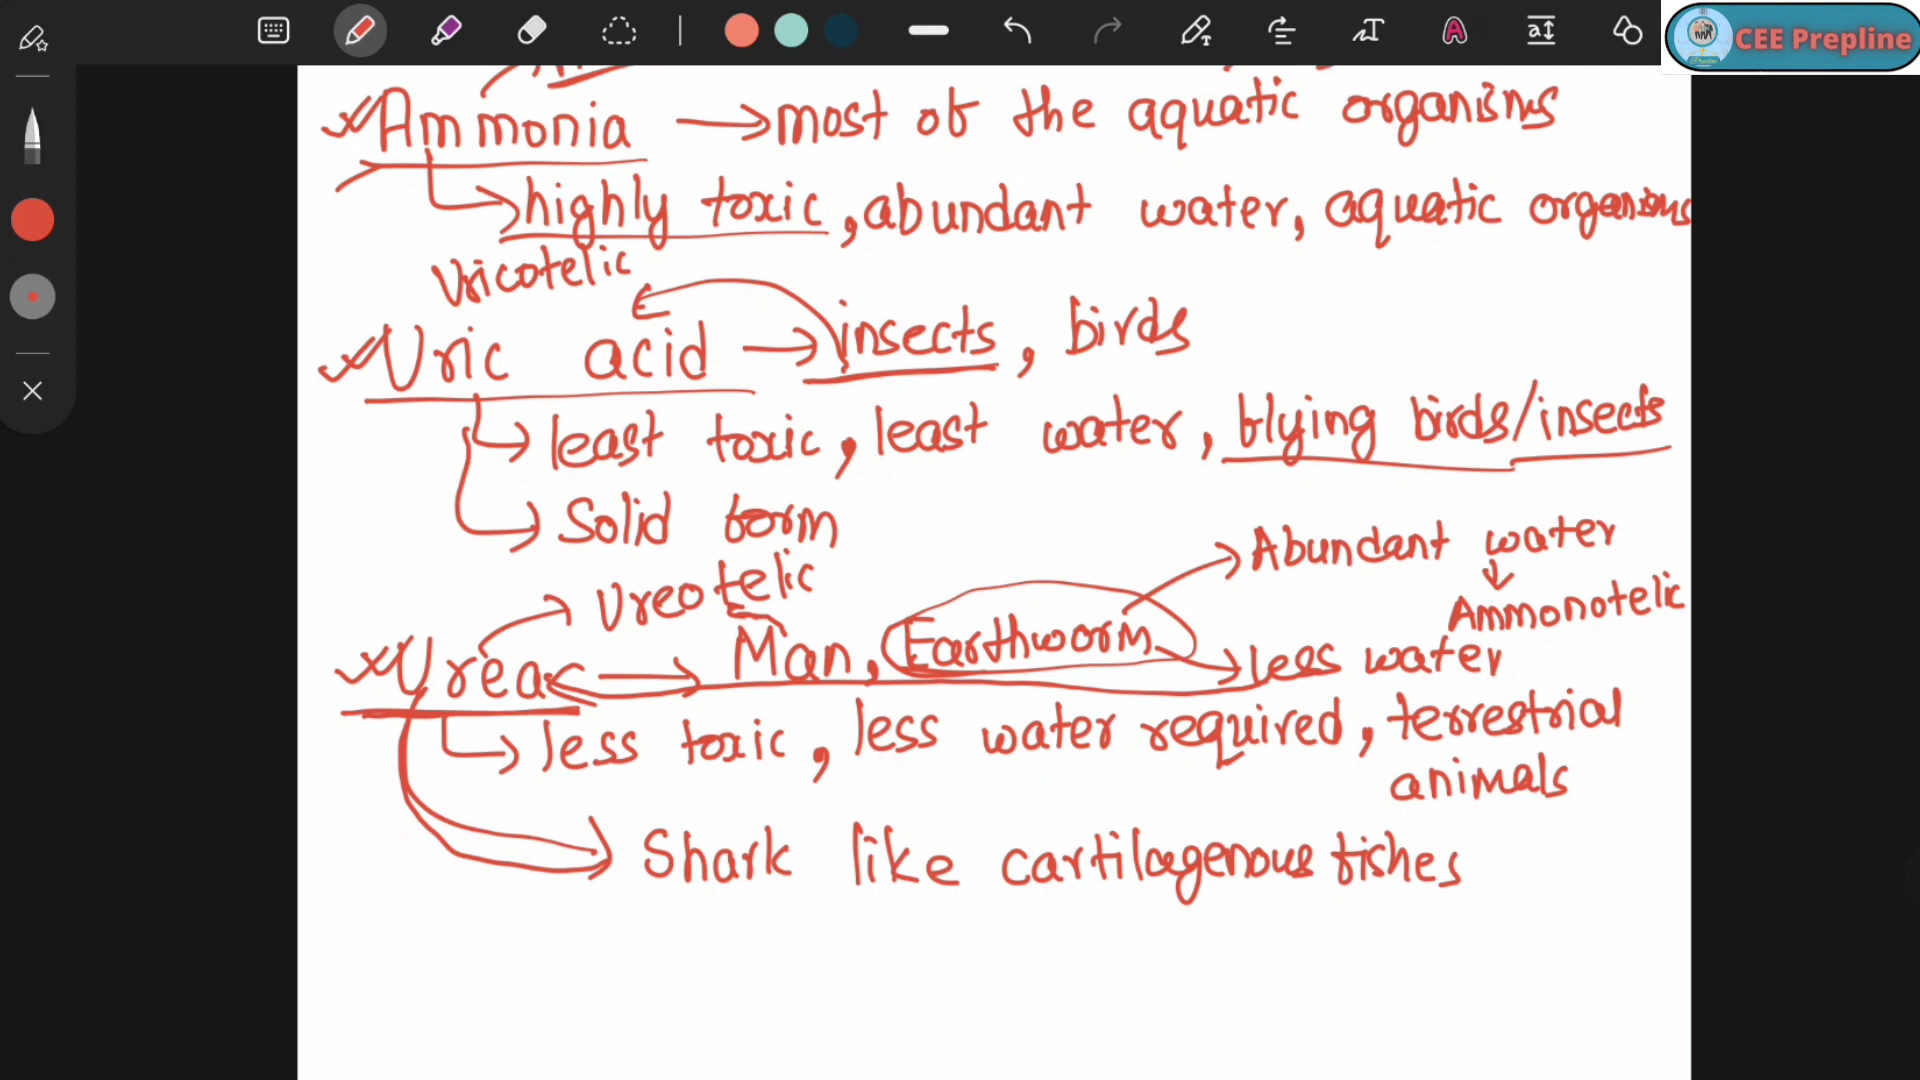 CEE Prepline
Ammonia → most of the aquatic organisms
→ highly toxic, abundant water, aquatic organisms
Uricotelic
Uric acid → insects, birds
→ least toxic, least water, flying birds/insects
→ Solid form
→ Abundant water
Ammonotelic
→ Ureotelic
Urea → Man, Earthworm → less water
→ less toxic, less water required, terrestrial
animals
→ Shark like cartilagenous fishes